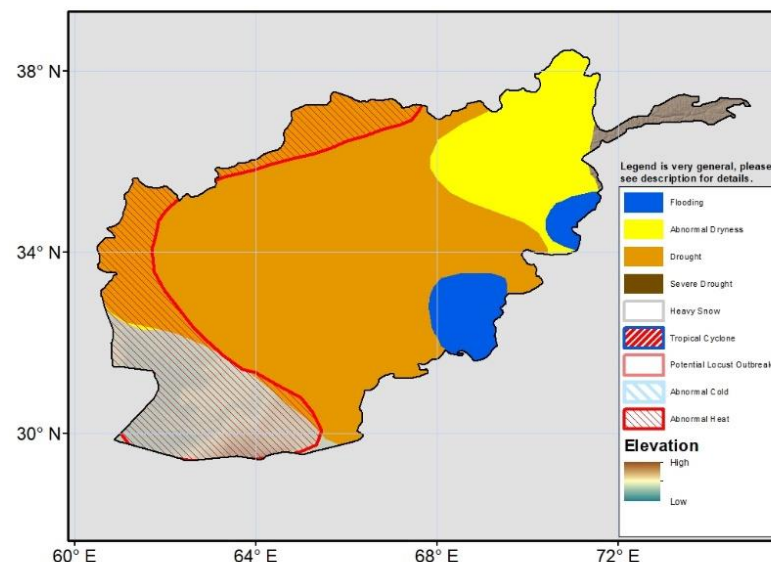 38° N
34° N
30° N
60° E
64° E
68° E
72° E
Legend is very general, please
see description for details.
Flooding
Abnormal Dryness
Drought
Severe Drought
Heavy Snow
Tropical Cyclone
Potential Locust Outbreak
Abnormal Cold
Abnormal Heat
Elevation
High
Low